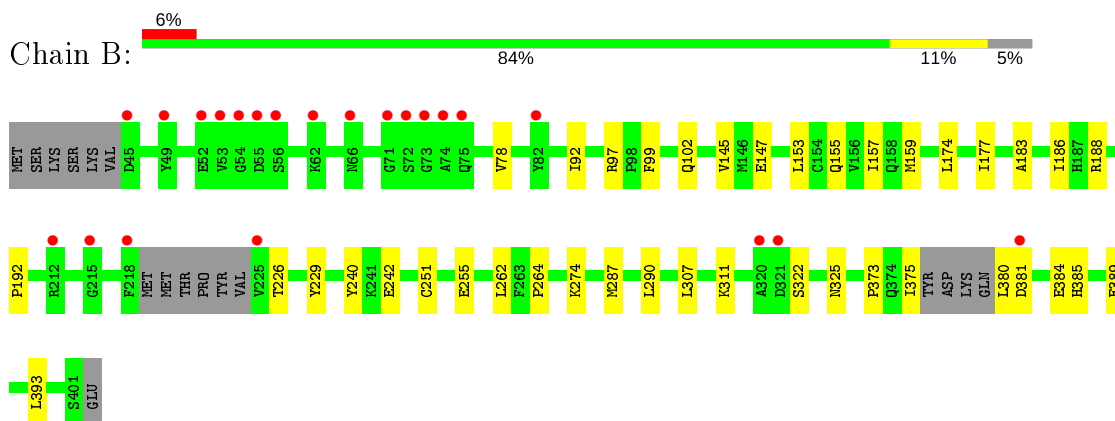 6%
Chain B:
84% 11% 5%
MET SER LYS SER LYS VAL D45 Y49 E52 V53 G54 D55 S56 K62 N66 G71 S72 G73 A74 Q75 V78 Y82 I92 R97 P98 F99 Q102 V145 M146 E147 L153 C154 Q155 V156 I157 Q158 M159 L174 I177 A183 I186 H187 R188
P192 R212 G215 F218 MET MET THR PRO TYR VAL V225 T226 Y229 Y240 K241 E242 C251 E255 L262 F263 P264 K274 M287 L290 L307 K311 A320 D321 S322 N325 P373 Q374 I375 TYR ASP LYS GLN L380 D381 E384 H385
L393 S401 GLU